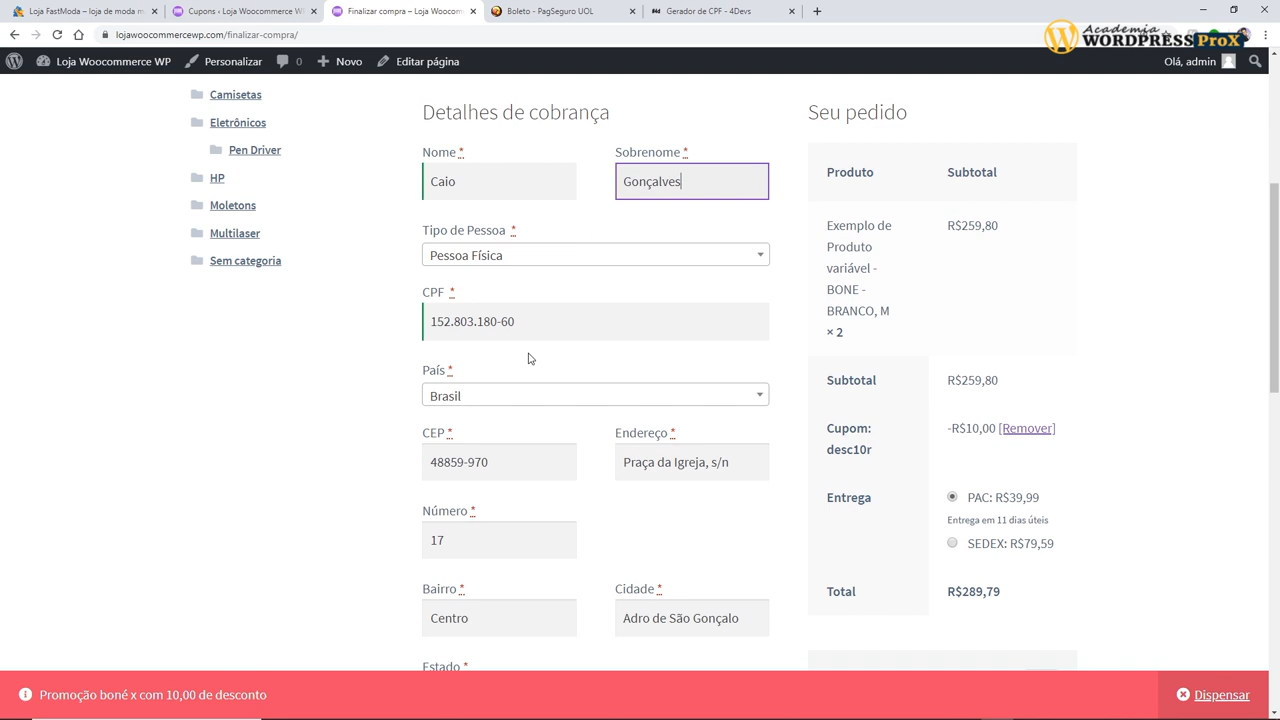 Loja FastModa – loja de moda m
Cupons ‹ Loja Woocommerce W
Finalizar compra – Loja Wooco
Boleto - PagSeguro UOL
Gerador de CPF - 4Devs
lojawoocommercewp.com/finalizar-compra/
Academia
WORDPRESS ProX
Loja Woocommerce WP
Personalizar
0
Novo
Editar página
Olá, admin
Camisetas
Eletrônicos
Pen Driver
HP
Moletons
Multilaser
Sem categoria
Detalhes de cobrança
Nome *
Sobrenome *
Caio
Gonçalves
Tipo de Pessoa *
Pessoa Física
CPF *
152.803.180-60
País *
Brasil
CEP *
Endereço *
48859-970
Praça da Igreja, s/n
Número *
17
Bairro *
Cidade *
Centro
Adro de São Gonçalo
Estado *
Seu pedido
Produto
Subtotal
Exemplo de
Produto
variável -
BONE -
BRANCO, M
× 2
R$259,80
Subtotal
R$259,80
Cupom:
desc10r
-R$10,00 [Remover]
Entrega
PAC: R$39,99
Entrega em 11 dias úteis
SEDEX: R$79,59
Total
R$289,79
Promoção boné x com 10,00 de desconto
Dispensar